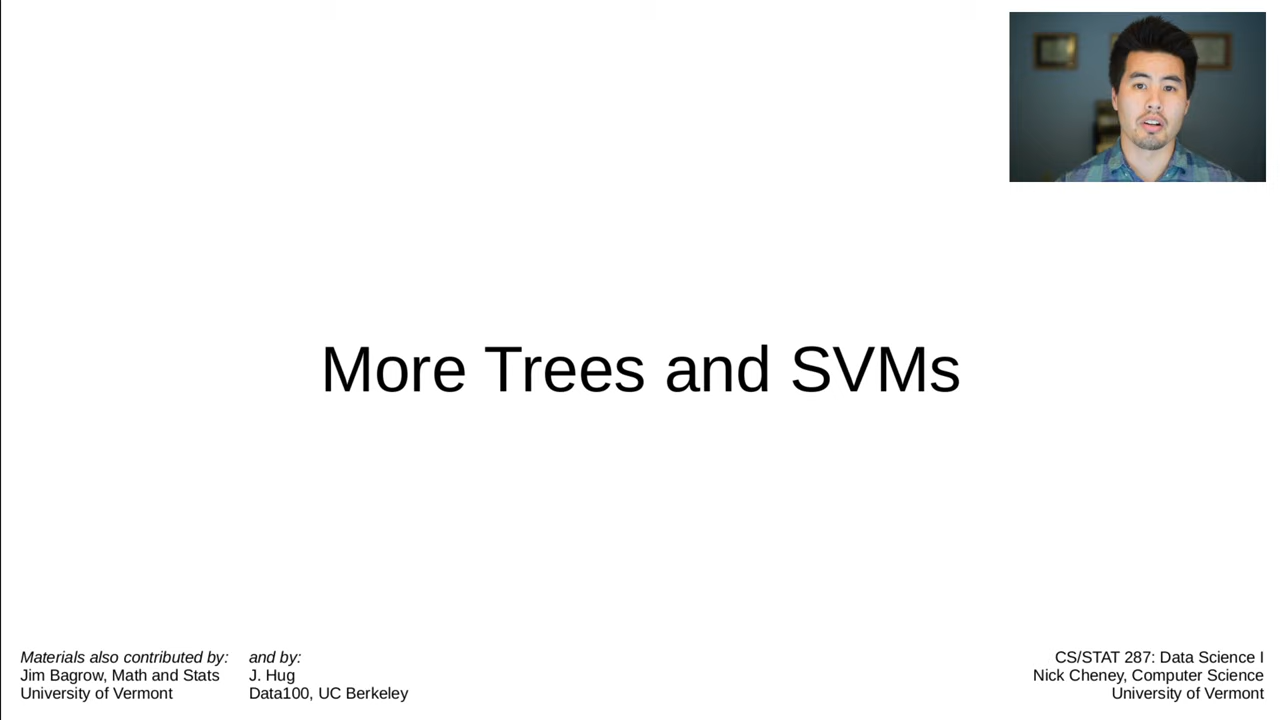 More Trees and SVMs
Materials also contributed by:
Jim Bagrow, Math and Stats
University of Vermont
and by:
J. Hug
Data100, UC Berkeley
CS/STAT 287: Data Science I
Nick Cheney, Computer Science
University of Vermont